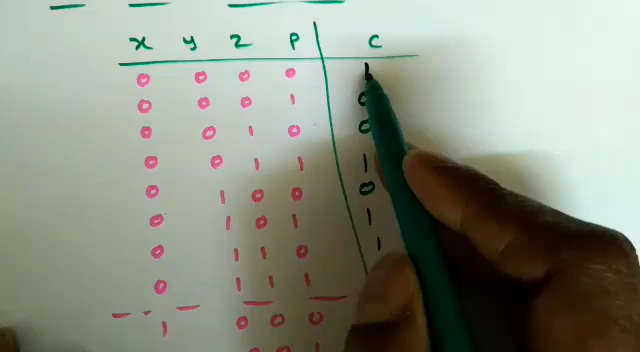 x y z P C
0 0 0 0 1
0 0 0 1 0
0 0 1 0 0
0 0 1 1 1
0 1 0 0 0
0 1 0 1 1
0 1 1 0 1
0 1 1 1
1 0 0 0